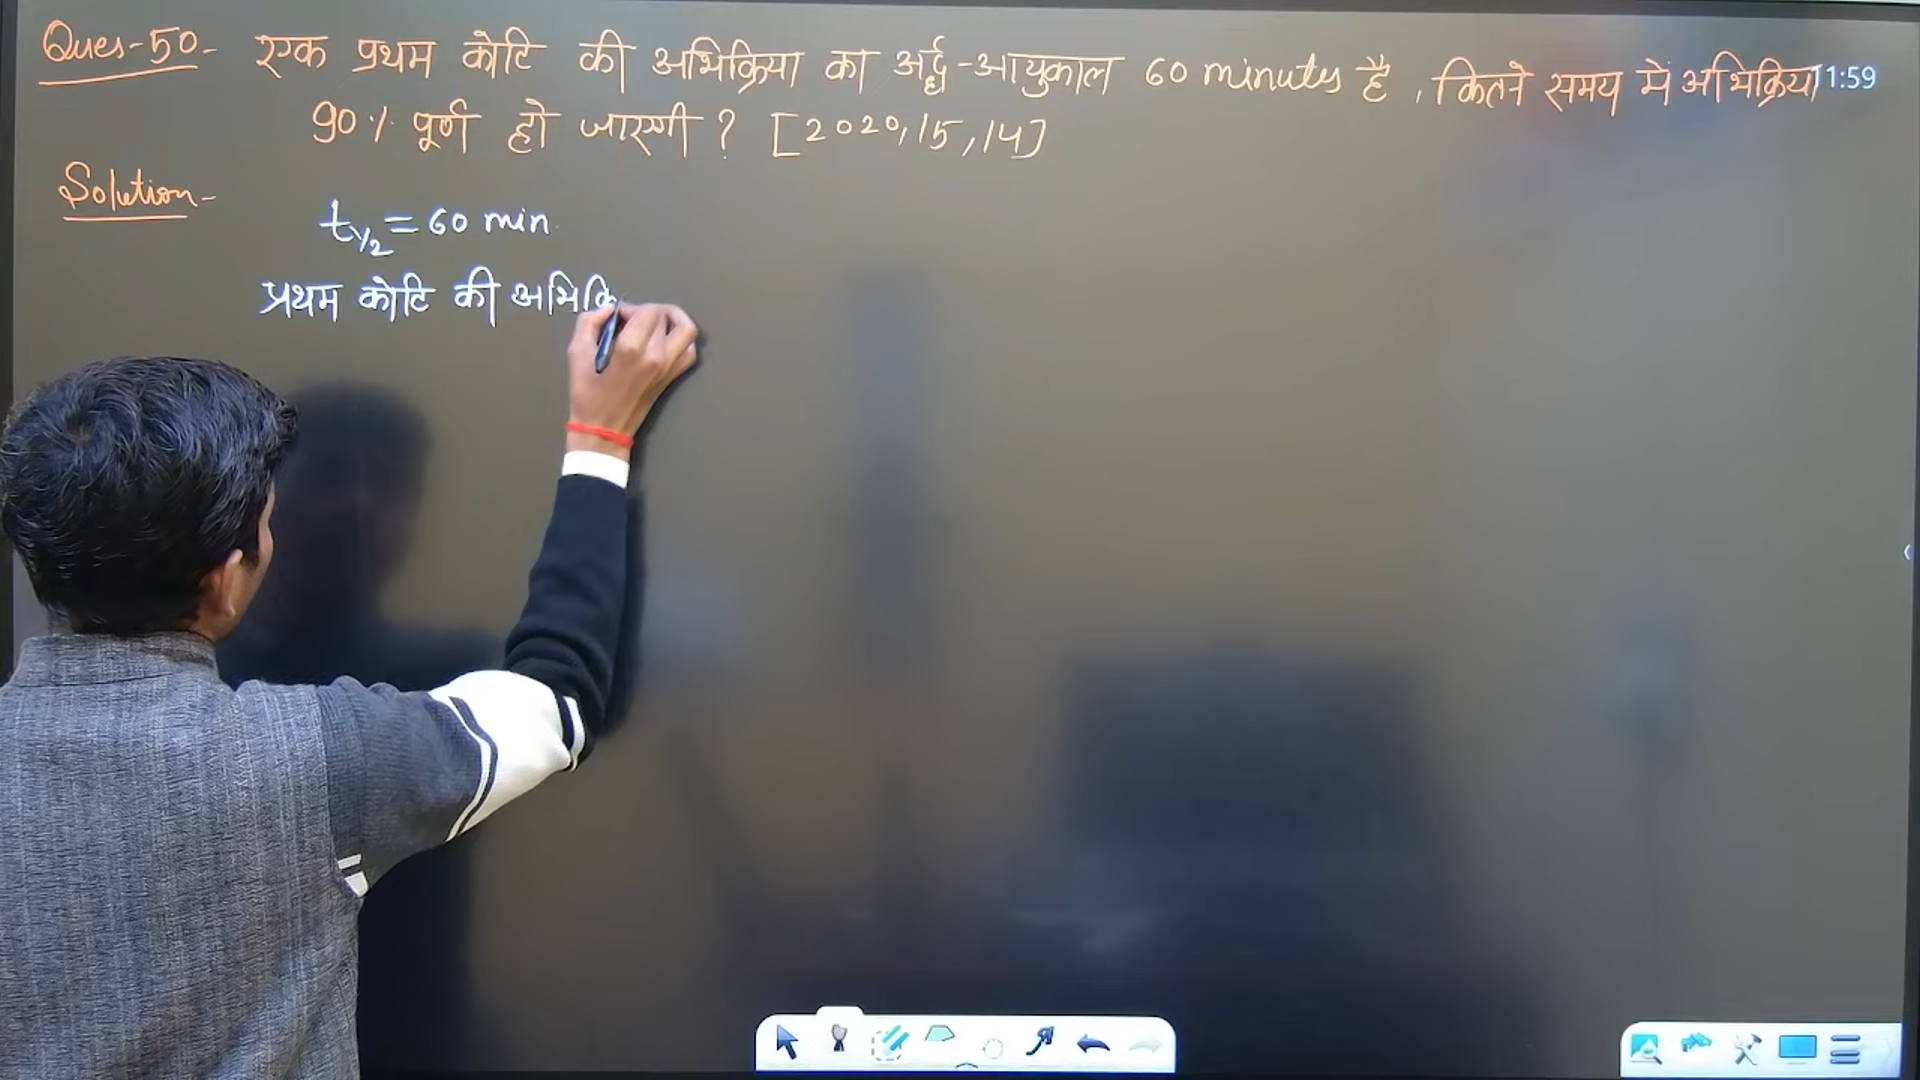 Ques-50- एक प्रथम कोटि की अभिक्रिया का अर्द्ध-आयुकाल 60 minutes है, कितने समय में अभिक्रिया
11:59
90% पूर्ण हो जाएगी ? [2020,15,14]
Solution-
t1/2 = 60 min.
प्रथम कोटि की अभिक्रि